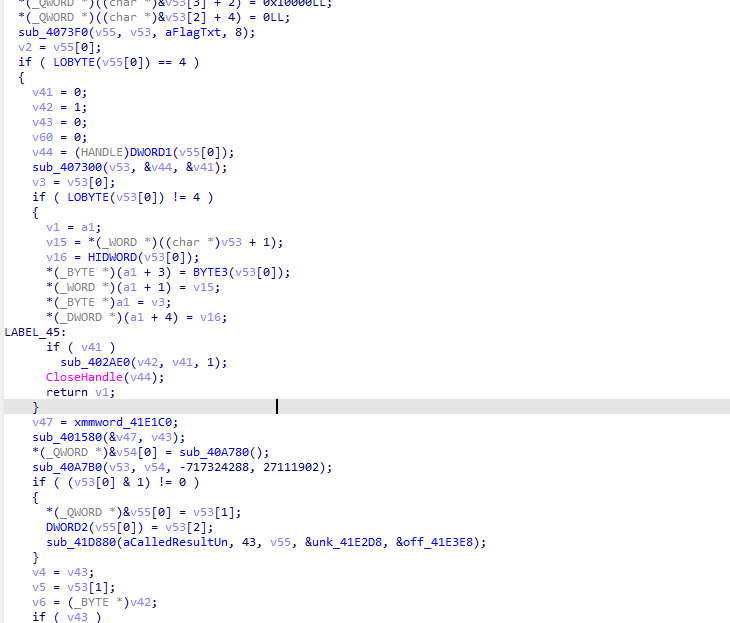 *(_QWORD *)((char *)&v53[3] + 2) = 0x10000LL;
*(_QWORD *)((char *)&v53[2] + 4) = 0LL;
sub_4073F0(v55, v53, aFlagTxt, 8);
v2 = v55[0];
if ( LOBYTE(v55[0]) == 4 )
{
v41 = 0;
v42 = 1;
v43 = 0;
v60 = 0;
v44 = (HANDLE)DWORD1(v55[0]);
sub_407300(v53, &v44, &v41);
v3 = v53[0];
if ( LOBYTE(v53[0]) != 4 )
{
v1 = a1;
v15 = *(_WORD *)((char *)v53 + 1);
v16 = HIDWORD(v53[0]);
*(_BYTE *)(a1 + 3) = BYTE3(v53[0]);
*(_WORD *)(a1 + 1) = v15;
*(_BYTE *)a1 = v3;
*(_DWORD *)(a1 + 4) = v16;
LABEL_45:
if ( v41 )
sub_402AE0(v42, v41, 1);
CloseHandle(v44);
return v1;
}
v47 = xmmword_41E1C0;
sub_401580(&v47, v43);
*(_QWORD *)&v54[0] = sub_40A780();
sub_40A7B0(v53, v54, -717324288, 27111902);
if ( (v53[0] & 1) != 0 )
{
*(_QWORD *)&v55[0] = v53[1];
DWORD2(v55[0]) = v53[2];
sub_41D880(aCalledResultUn, 43, v55, &unk_41E2D8, &off_41E3E8);
}
v4 = v43;
v5 = v53[1];
v6 = (_BYTE *)v42;
if ( v43 )